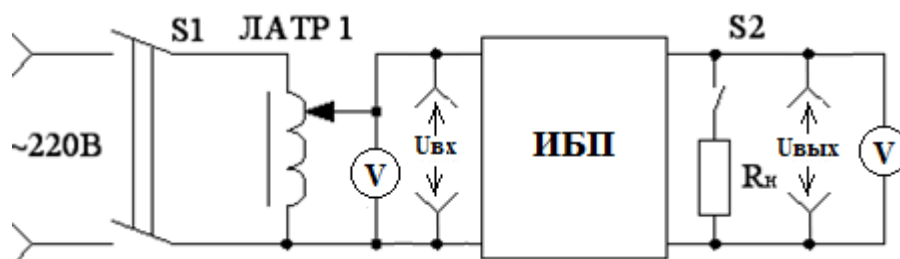 S1 ЛАТР 1 S2
~220В
V
Uвх
ИБП
Rн
Uвых
V